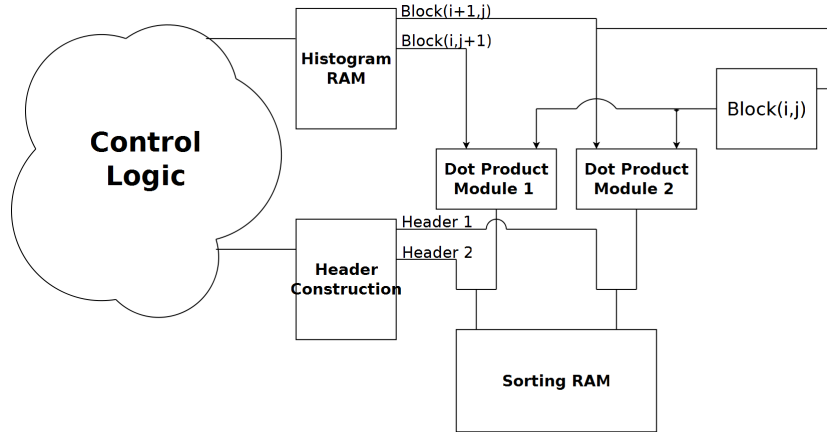 Block(i+1,j)
Block(i,j+1)
Histogram
RAM
Block(i,j)
Control
Logic
Dot Product
Module 1
Dot Product
Module 2
Header 1
Header 2
Header
Construction
Sorting RAM